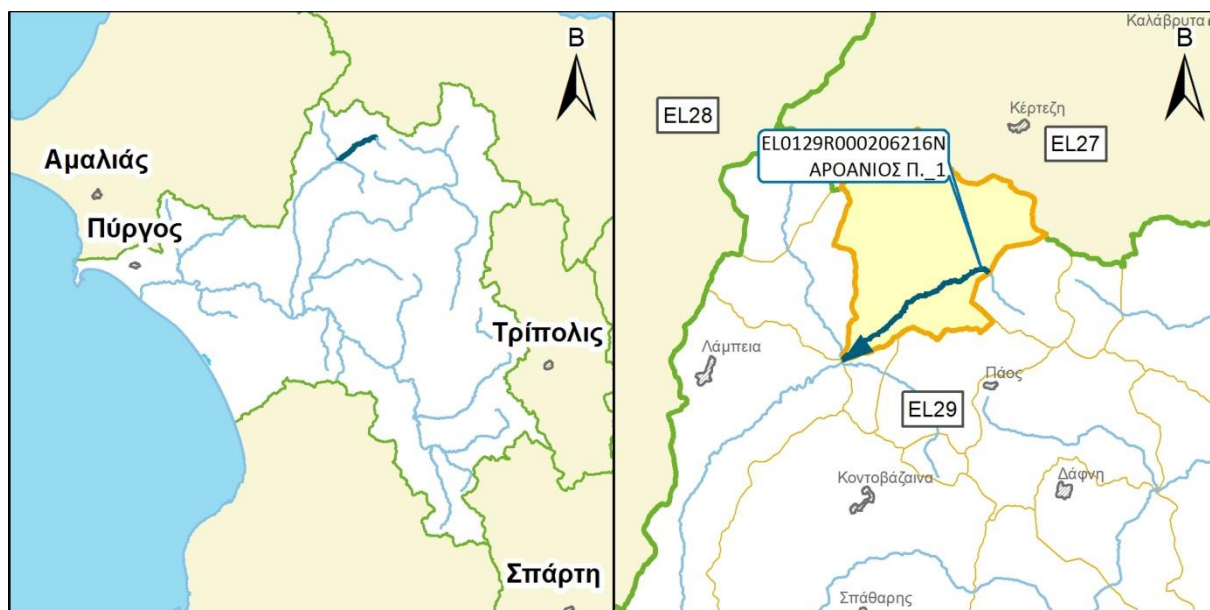 Β
Αμαλιάς
Πύργος
Τρίπολις
Σπάρτη
Καλάβρυτα
Β
Κέρτεζη
EL28
EL27
EL0129R000206216N
ΑΡΟΑΝΙΟΣ Π._1
Λάμπεια
Πάος
EL29
Κοντοβάζαινα
Δάφνη
Σπάθαρης